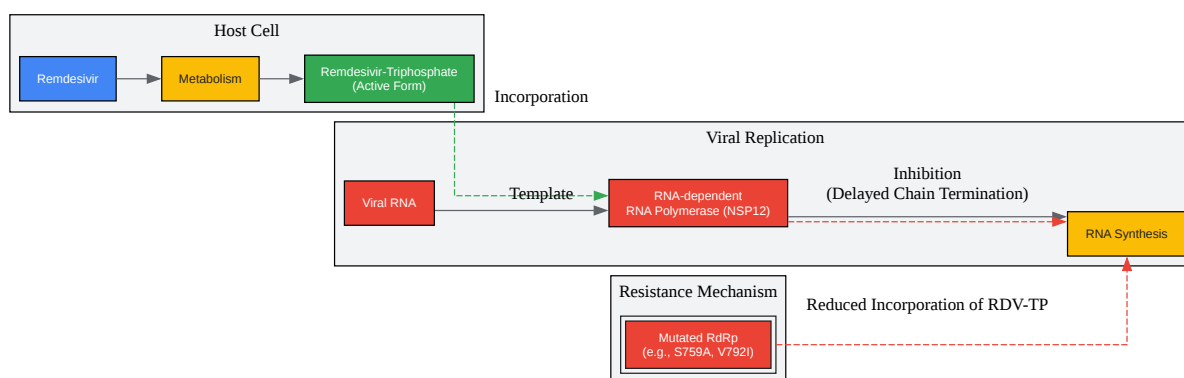 Host Cell
Remdesivir
Metabolism
Remdesivir-Triphosphate
(Active Form)
Incorporation
Viral Replication
Viral RNA
Template
RNA-dependent
RNA Polymerase (NSP12)
Inhibition
(Delayed Chain Termination)
RNA Synthesis
Resistance Mechanism
Mutated RdRp
(e.g., S759A, V792I)
Reduced Incorporation of RDV-TP